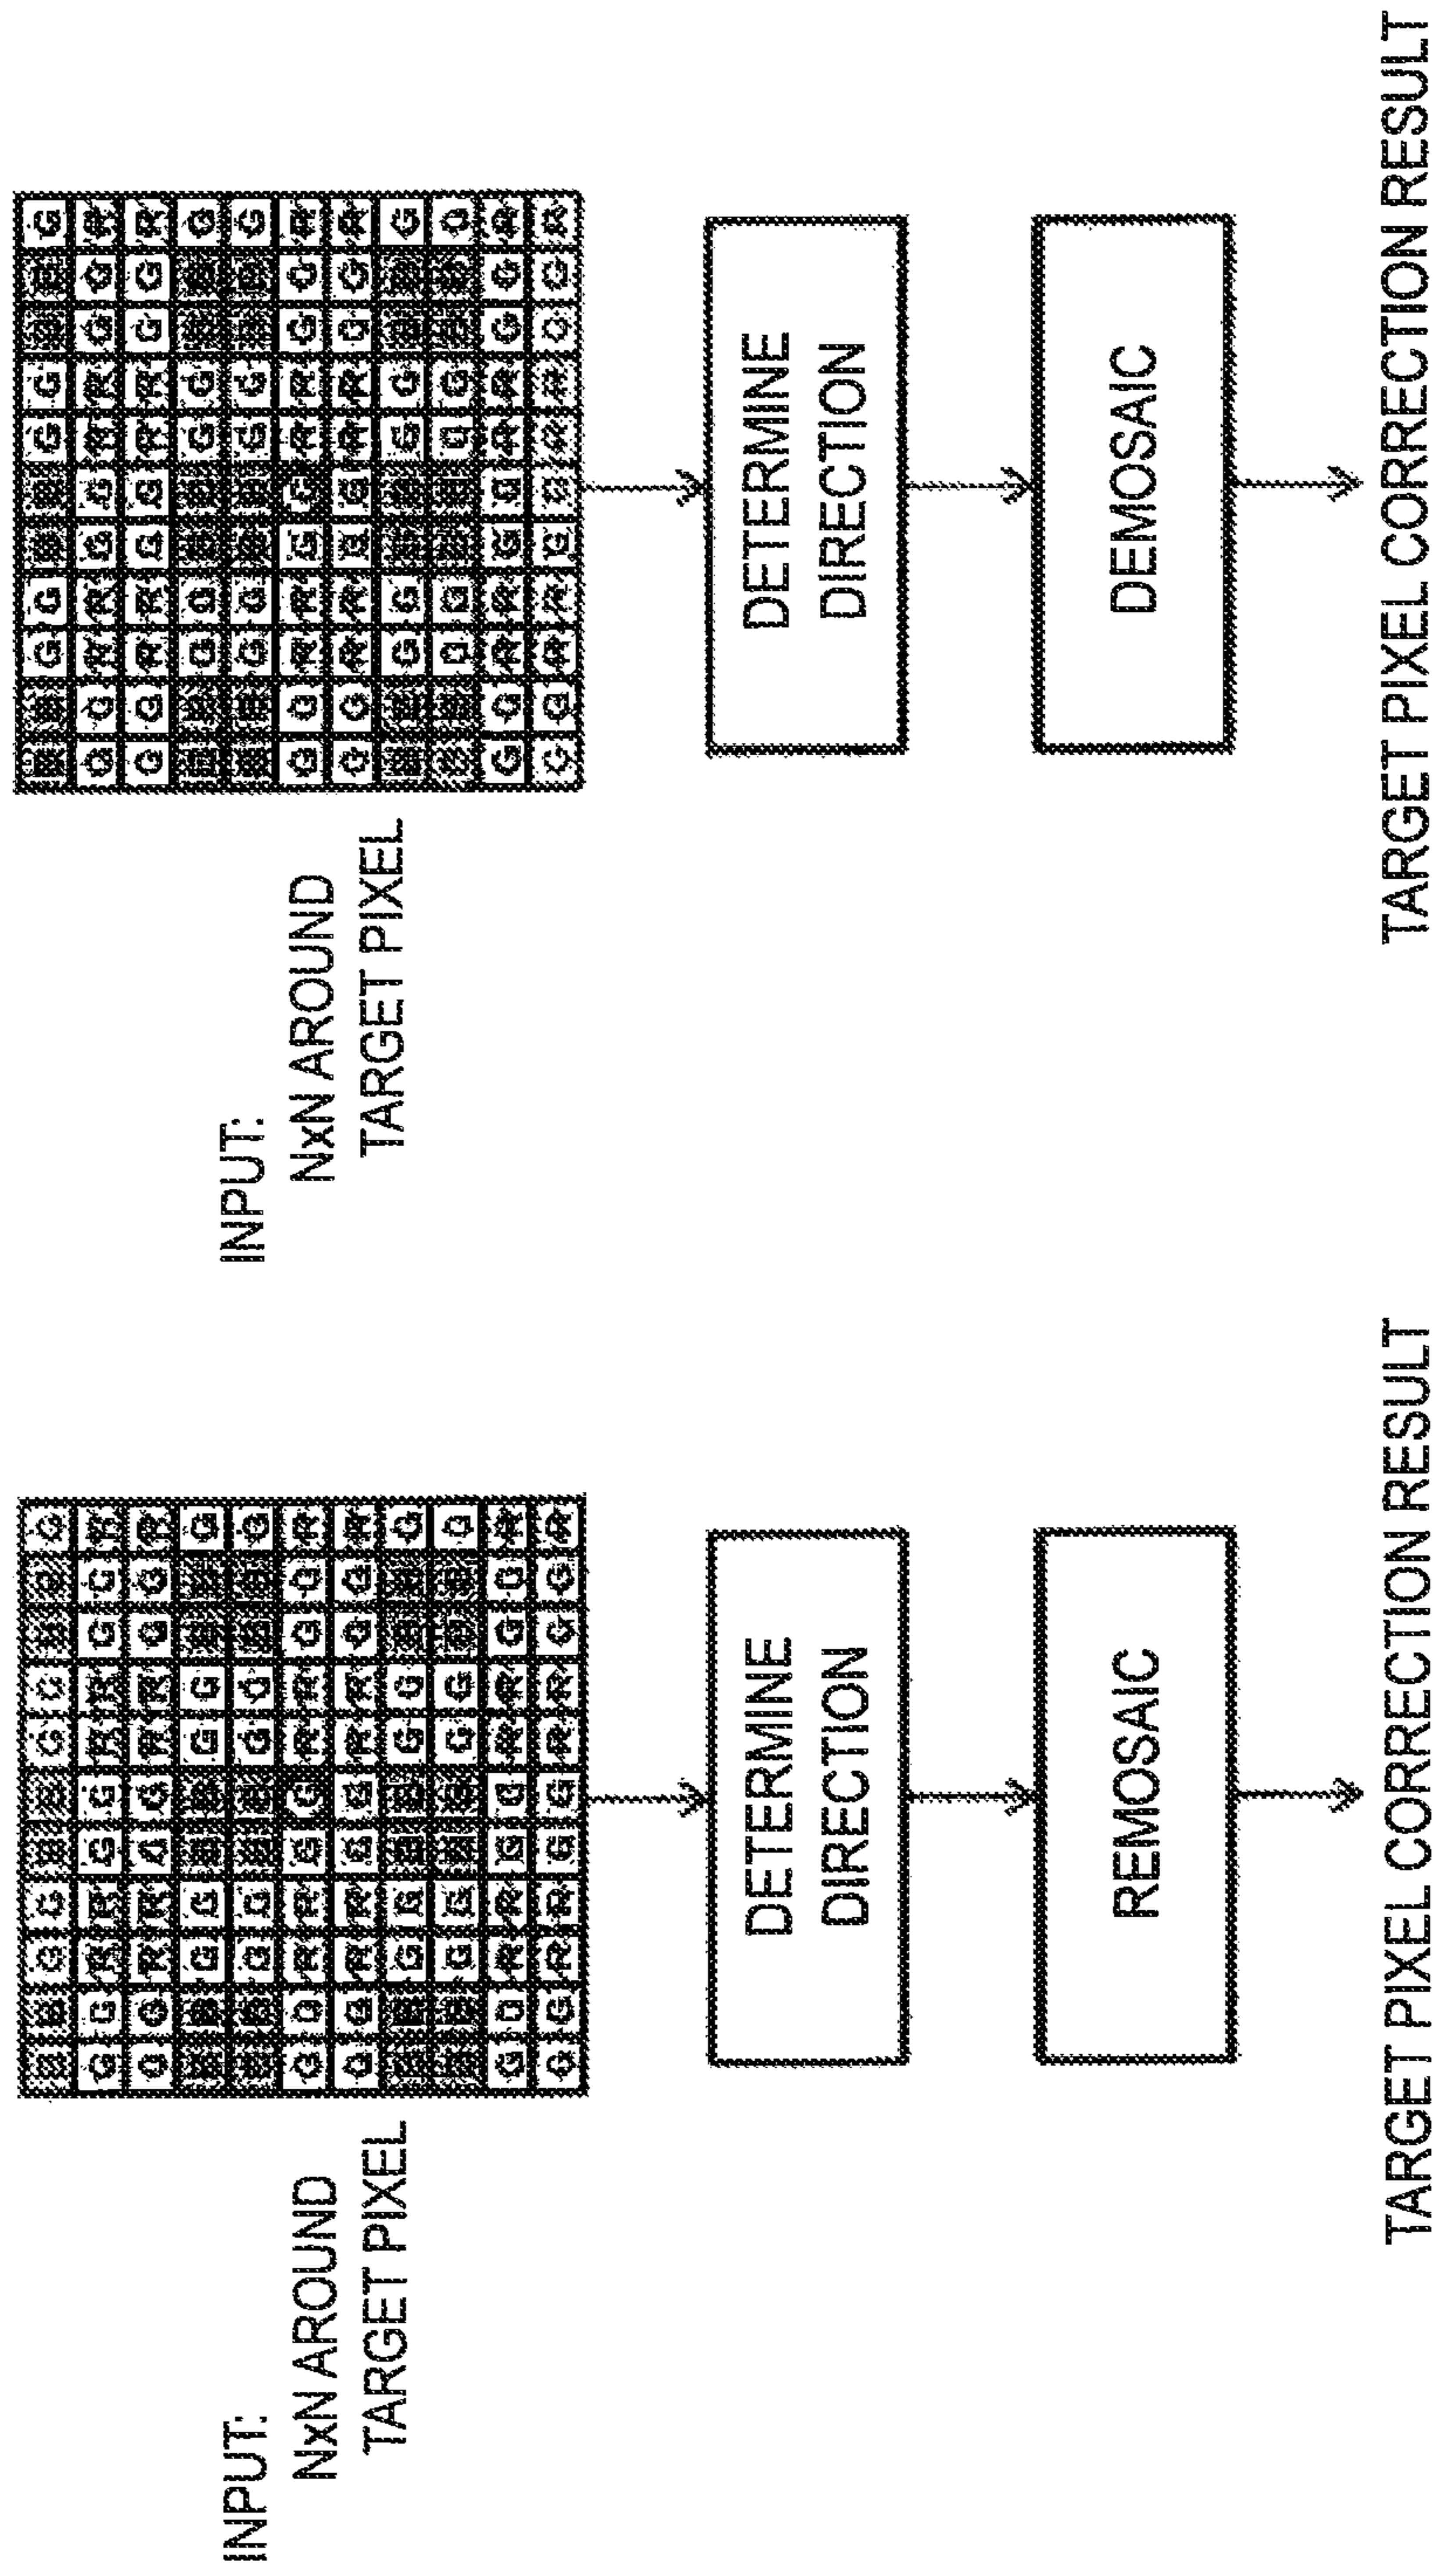 INPUT:
NxN AROUND
TARGET PIXEL
G G G G G
G G R R G G R R G G R
G G R R G G R R G G R
G G G G G
G G G G G
G G R R G G R R G G R
G G R R G G R R G G R
G G G G G
G G G G G
G G R R G G R R G G R
G G R R G G R R G G R
DETERMINE
DIRECTION
REMOSAIC
TARGET PIXEL CORRECTION RESULT
INPUT:
NxN AROUND
TARGET PIXEL
G G G G G
G G R R G G R R G G R
G G R R G G R R G G R
G G G G G
G G G G G
G G R R G G R R G G R
G G R R G G R R G G R
G G G G G
G G G G G
G G R R G G R R G G R
G G R R G G R R G G R
DETERMINE
DIRECTION
DEMOSAIC
TARGET PIXEL CORRECTION RESULT